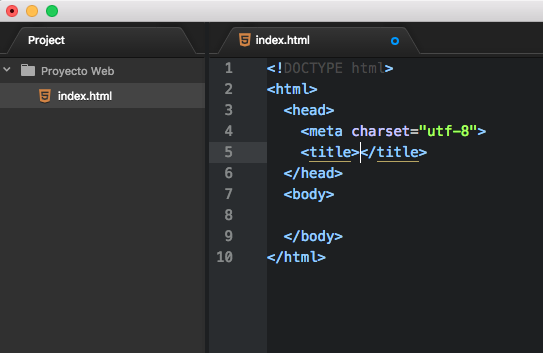 Project
index.html
Proyecto Web
index.html
1 <!DOCTYPE html>
2 <html>
3 <head>
4 <meta charset="utf-8">
5 <title></title>
6 </head>
7 <body>
8
9 </body>
10 </html>